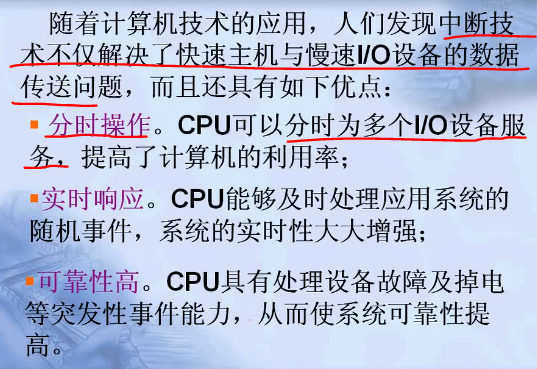 随着计算机技术的应用，人们发现中断技
术不仅解决了快速主机与慢速I/O设备的数据
传送问题，而且还具有如下优点：
▪ 分时操作。CPU可以分时为多个I/O设备服
务，提高了计算机的利用率；
▪实时响应。CPU能够及时处理应用系统的
随机事件，系统的实时性大大增强；
▪可靠性高。CPU具有处理设备故障及掉电
等突发性事件能力，从而使系统可靠性提
高。